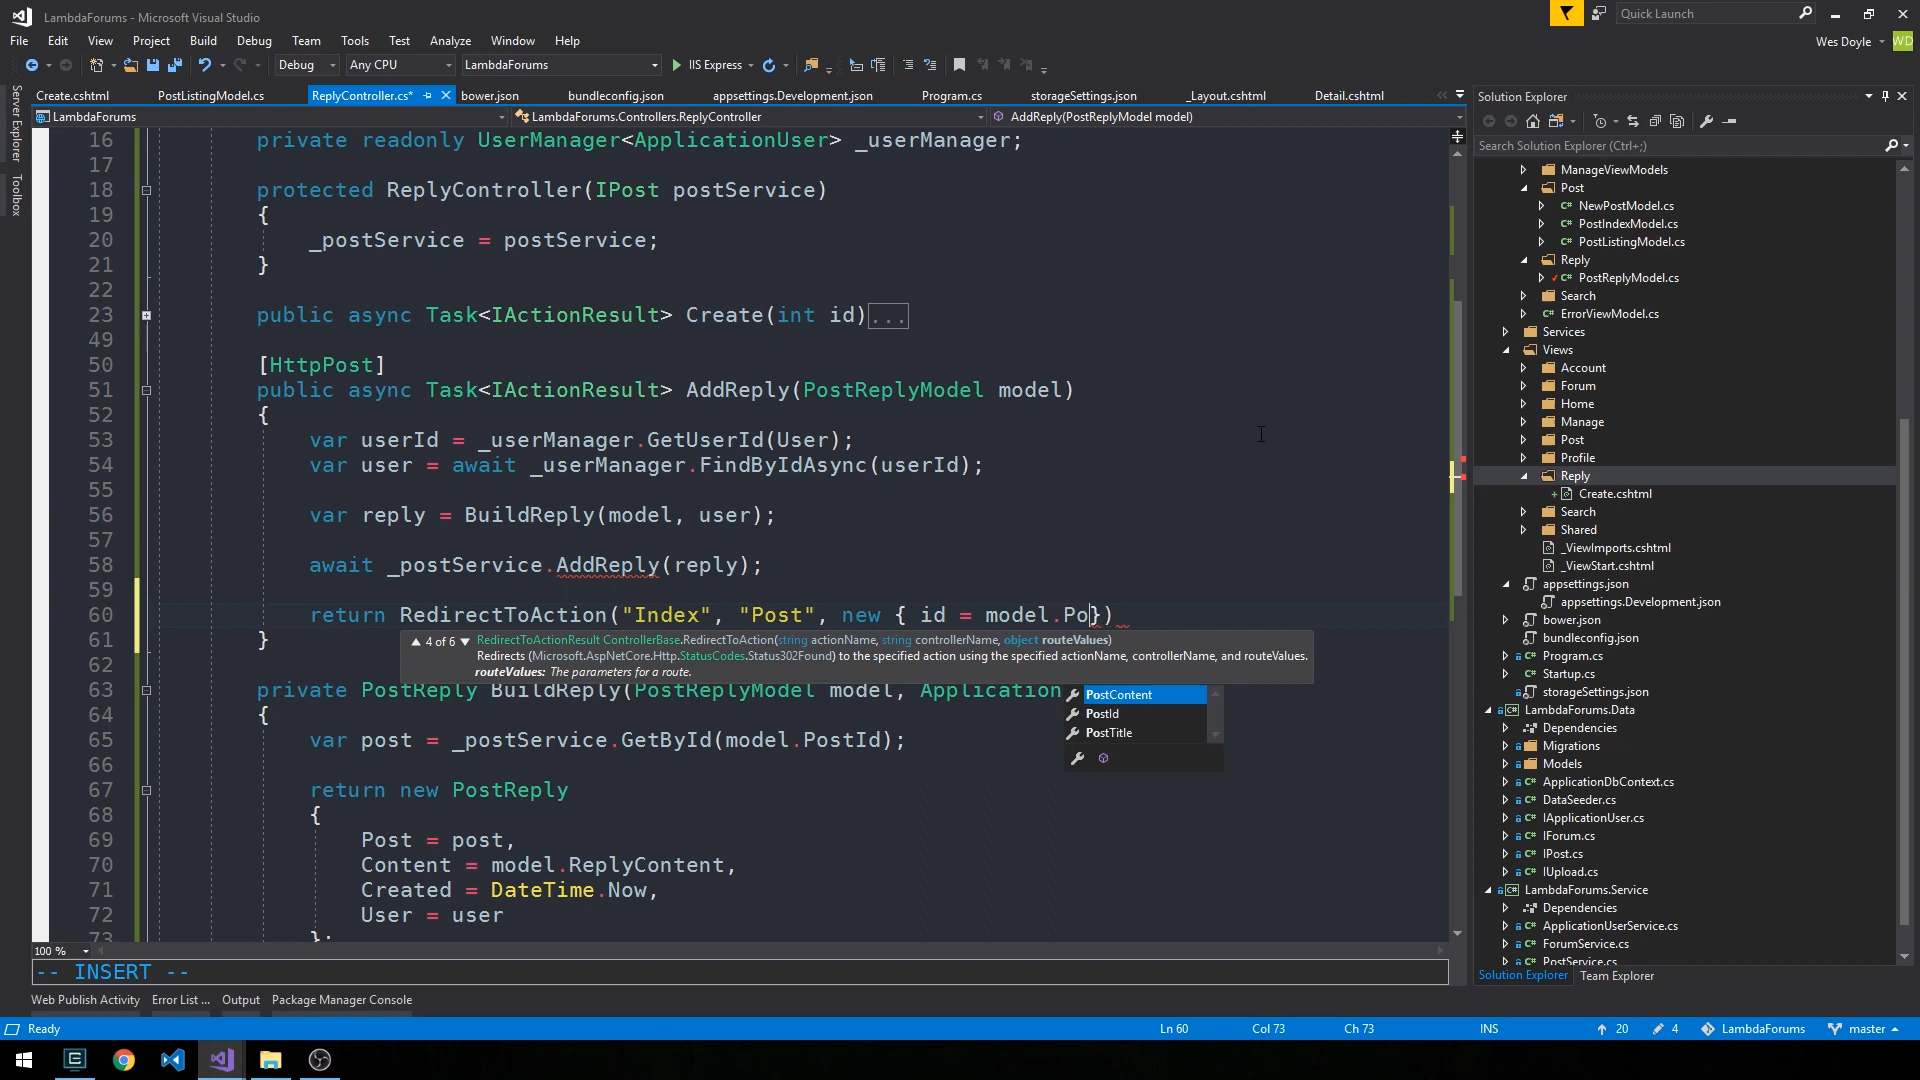 LambdaForums - Microsoft Visual Studio
Quick Launch
File Edit View Project Build Debug Team Tools Test Analyze Window Help
Wes Doyle
WD
Debug Any CPU LambdaForums IIS Express
Create.cshtml PostListingModel.cs ReplyController.cs* bower.json bundleconfig.json appsettings.Development.json Program.cs storageSettings.json _Layout.cshtml Detail.cshtml
LambdaForums LambdaForums.Controllers.ReplyController AddReply(PostReplyModel model)
Server Explorer
Toolbox
16 private readonly UserManager<ApplicationUser> _userManager;
17
18 protected ReplyController(IPost postService)
19 {
20 _postService = postService;
21 }
22
23 public async Task<IActionResult> Create(int id)...
49
50 [HttpPost]
51 public async Task<IActionResult> AddReply(PostReplyModel model)
52 {
53 var userId = _userManager.GetUserId(User);
54 var user = await _userManager.FindByIdAsync(userId);
55
56 var reply = BuildReply(model, user);
57
58 await _postService.AddReply(reply);
59
60 return RedirectToAction("Index", "Post", new { id = model.Po})
61 }
4 of 6 RedirectToActionResult ControllerBase.RedirectToAction(string actionName, string controllerName, object routeValues)
Redirects (Microsoft.AspNetCore.Http.StatusCodes.Status302Found) to the specified action using the specified actionName, controllerName, and routeValues.
routeValues: The parameters for a route.
62
63 private PostReply BuildReply(PostReplyModel model, Application
PostContent
PostId
PostTitle
64 {
65 var post = _postService.GetById(model.PostId);
66
67 return new PostReply
68 {
69 Post = post,
70 Content = model.ReplyContent,
71 Created = DateTime.Now,
72 User = user
73 };
100 %
-- INSERT --
Solution Explorer
Search Solution Explorer (Ctrl+;)
ManageViewModels
Post
NewPostModel.cs
PostIndexModel.cs
PostListingModel.cs
Reply
PostReplyModel.cs
Search
ErrorViewModel.cs
Services
Views
Account
Forum
Home
Manage
Post
Profile
Reply
Create.cshtml
Search
Shared
_ViewImports.cshtml
_ViewStart.cshtml
appsettings.json
appsettings.Development.json
bower.json
bundleconfig.json
Program.cs
Startup.cs
storageSettings.json
LambdaForums.Data
Dependencies
Migrations
Models
ApplicationDbContext.cs
DataSeeder.cs
IApplicationUser.cs
IForum.cs
IPost.cs
IUpload.cs
LambdaForums.Service
Dependencies
ApplicationUserService.cs
ForumService.cs
PostService.cs
Solution Explorer Team Explorer
Web Publish Activity Error List ... Output Package Manager Console
Ready Ln 60 Col 73 Ch 73 INS 20 4 LambdaForums master